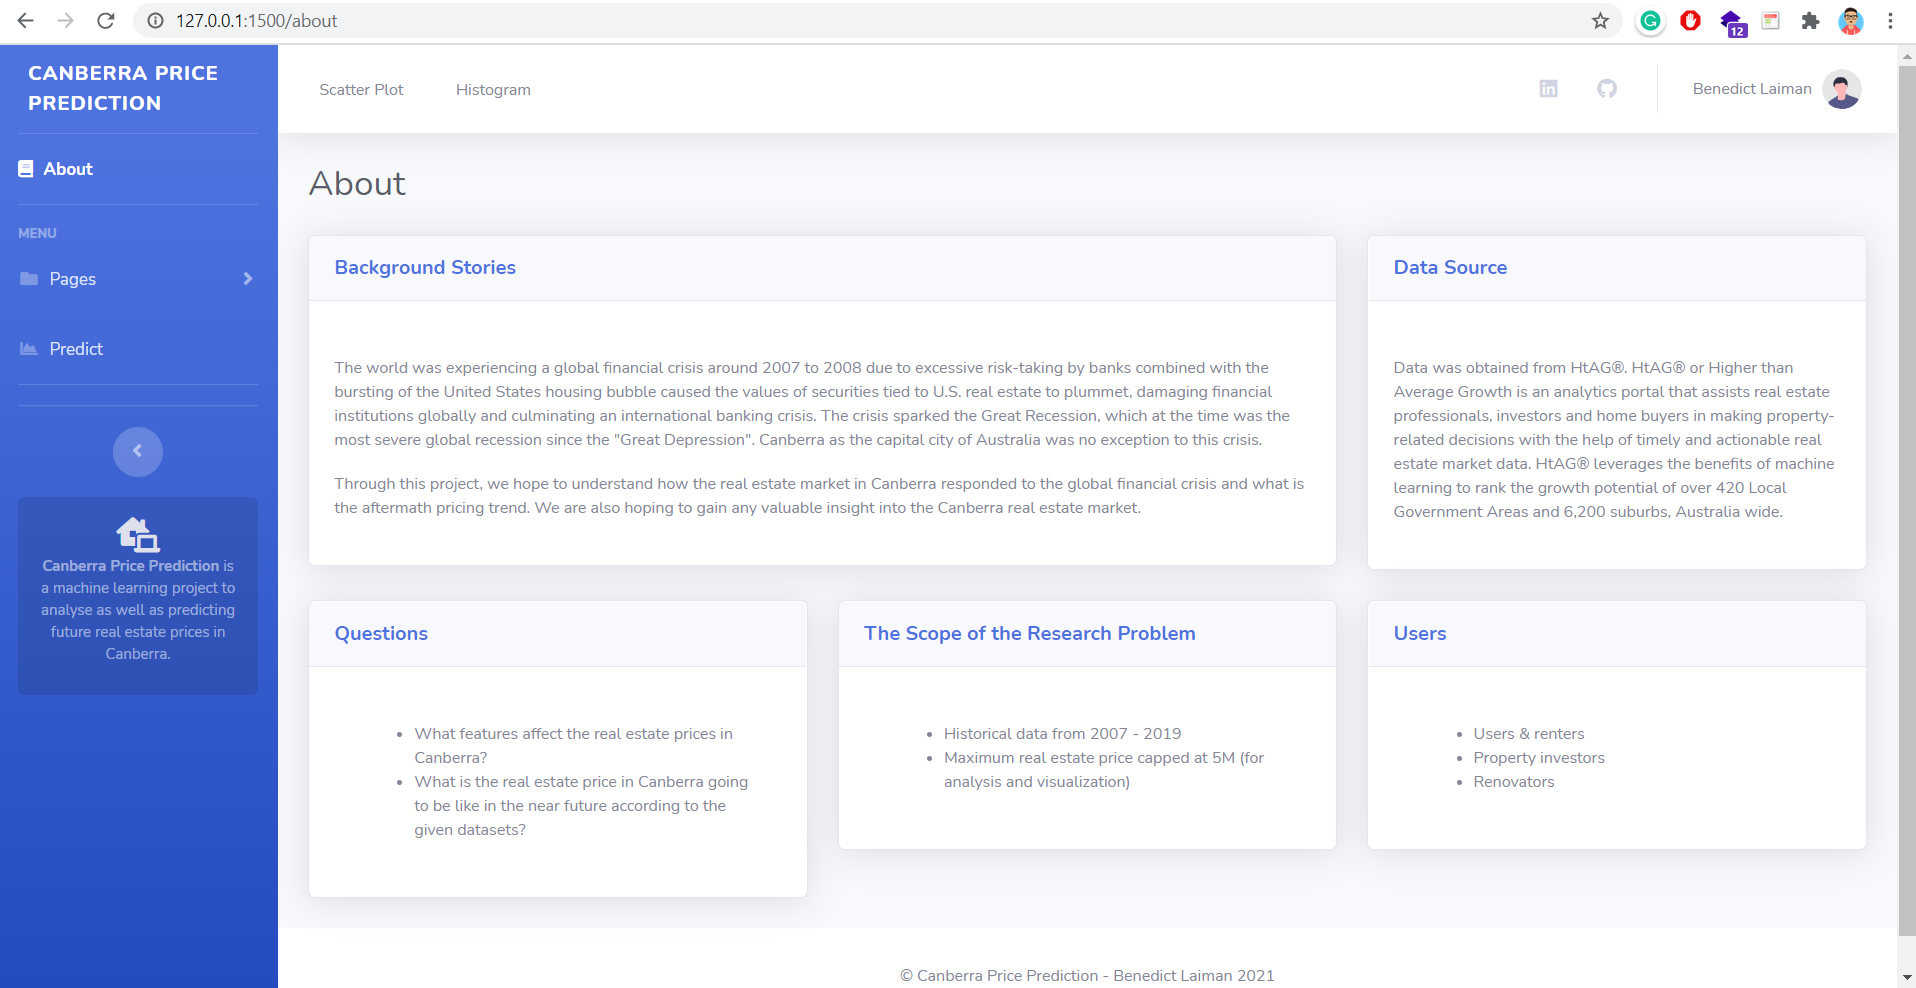 127.0.0.1:1500/about
12
CANBERRA PRICE
PREDICTION
About
MENU
Pages
Predict
Canberra Price Prediction is
a machine learning project to
analyse as well as predicting
future real estate prices in
Canberra.
Scatter Plot
Histogram
Benedict Laiman
About
Background Stories
The world was experiencing a global financial crisis around 2007 to 2008 due to excessive risk-taking by banks combined with the
bursting of the United States housing bubble caused the values of securities tied to U.S. real estate to plummet, damaging financial
institutions globally and culminating an international banking crisis. The crisis sparked the Great Recession, which at the time was the
most severe global recession since the "Great Depression". Canberra as the capital city of Australia was no exception to this crisis.
Through this project, we hope to understand how the real estate market in Canberra responded to the global financial crisis and what is
the aftermath pricing trend. We are also hoping to gain any valuable insight into the Canberra real estate market.
Data Source
Data was obtained from HtAG®. HtAG® or Higher than
Average Growth is an analytics portal that assists real estate
professionals, investors and home buyers in making property-
related decisions with the help of timely and actionable real
estate market data. HtAG® leverages the benefits of machine
learning to rank the growth potential of over 420 Local
Government Areas and 6,200 suburbs, Australia wide.
Questions
• What features affect the real estate prices in
Canberra?
• What is the real estate price in Canberra going
to be like in the near future according to the
given datasets?
The Scope of the Research Problem
• Historical data from 2007 - 2019
• Maximum real estate price capped at 5M (for
analysis and visualization)
Users
• Users & renters
• Property investors
• Renovators
© Canberra Price Prediction - Benedict Laiman 2021